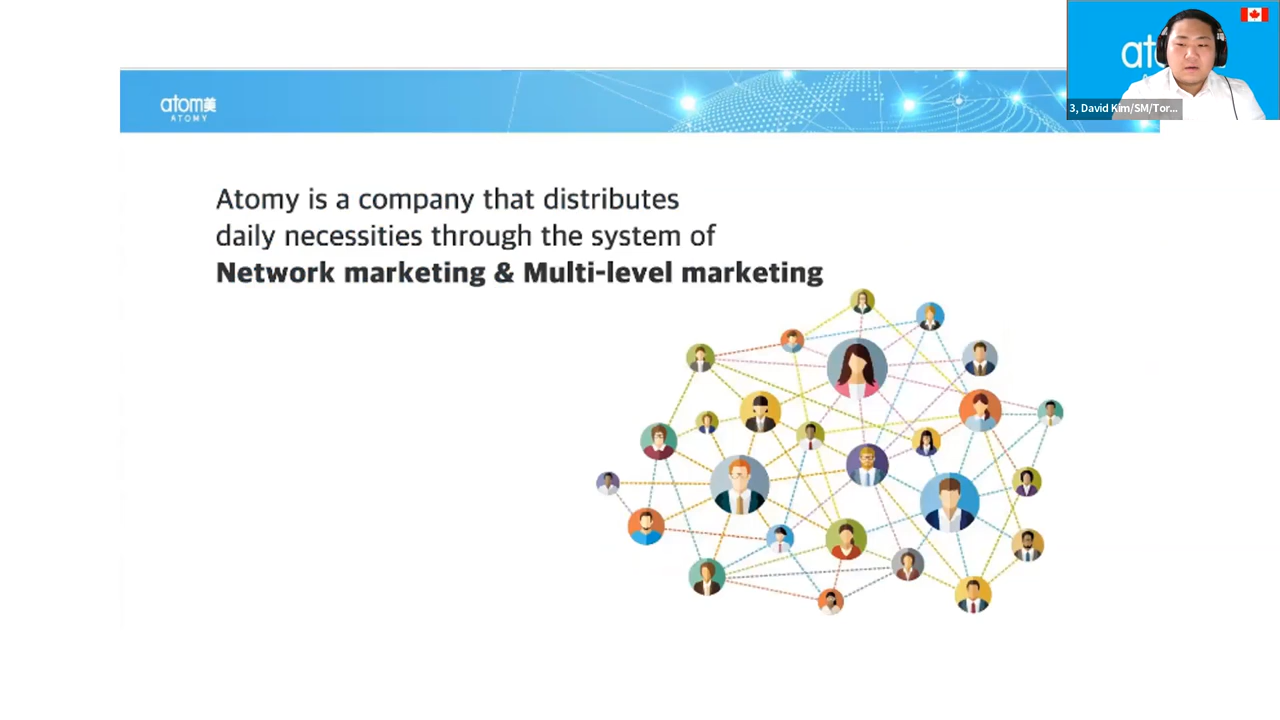 atom美
ATOMY
Atomy is a company that distributes
daily necessities through the system of
Network marketing & Multi-level marketing
3, David Kim/SM/Tor...